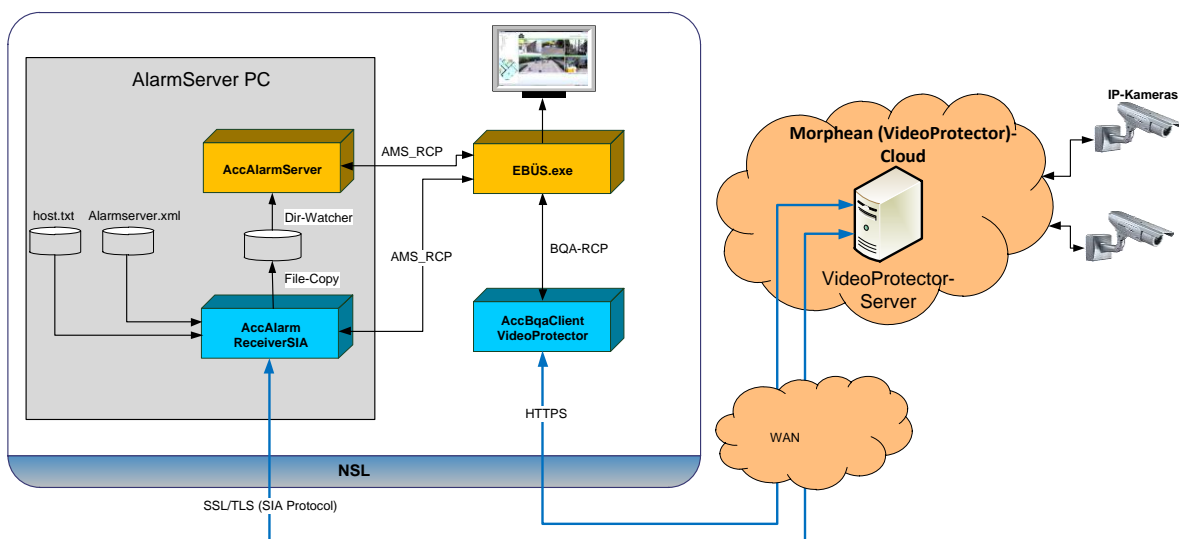 AlarmServer PC
IP-Kameras
Morphean (VideoProtector)-
Cloud
AMS_RCP
AccAlarmServer
EBÜS.exe
host.txt
Alarmserver.xml
Dir-Watcher
BQA-RCP
AMS_RCP
File-Copy
VideoProtector-
Server
AccAlarm
ReceiverSIA
AccBqaClient
VideoProtector
HTTPS
WAN
NSL
SSL/TLS (SIA Protocol)